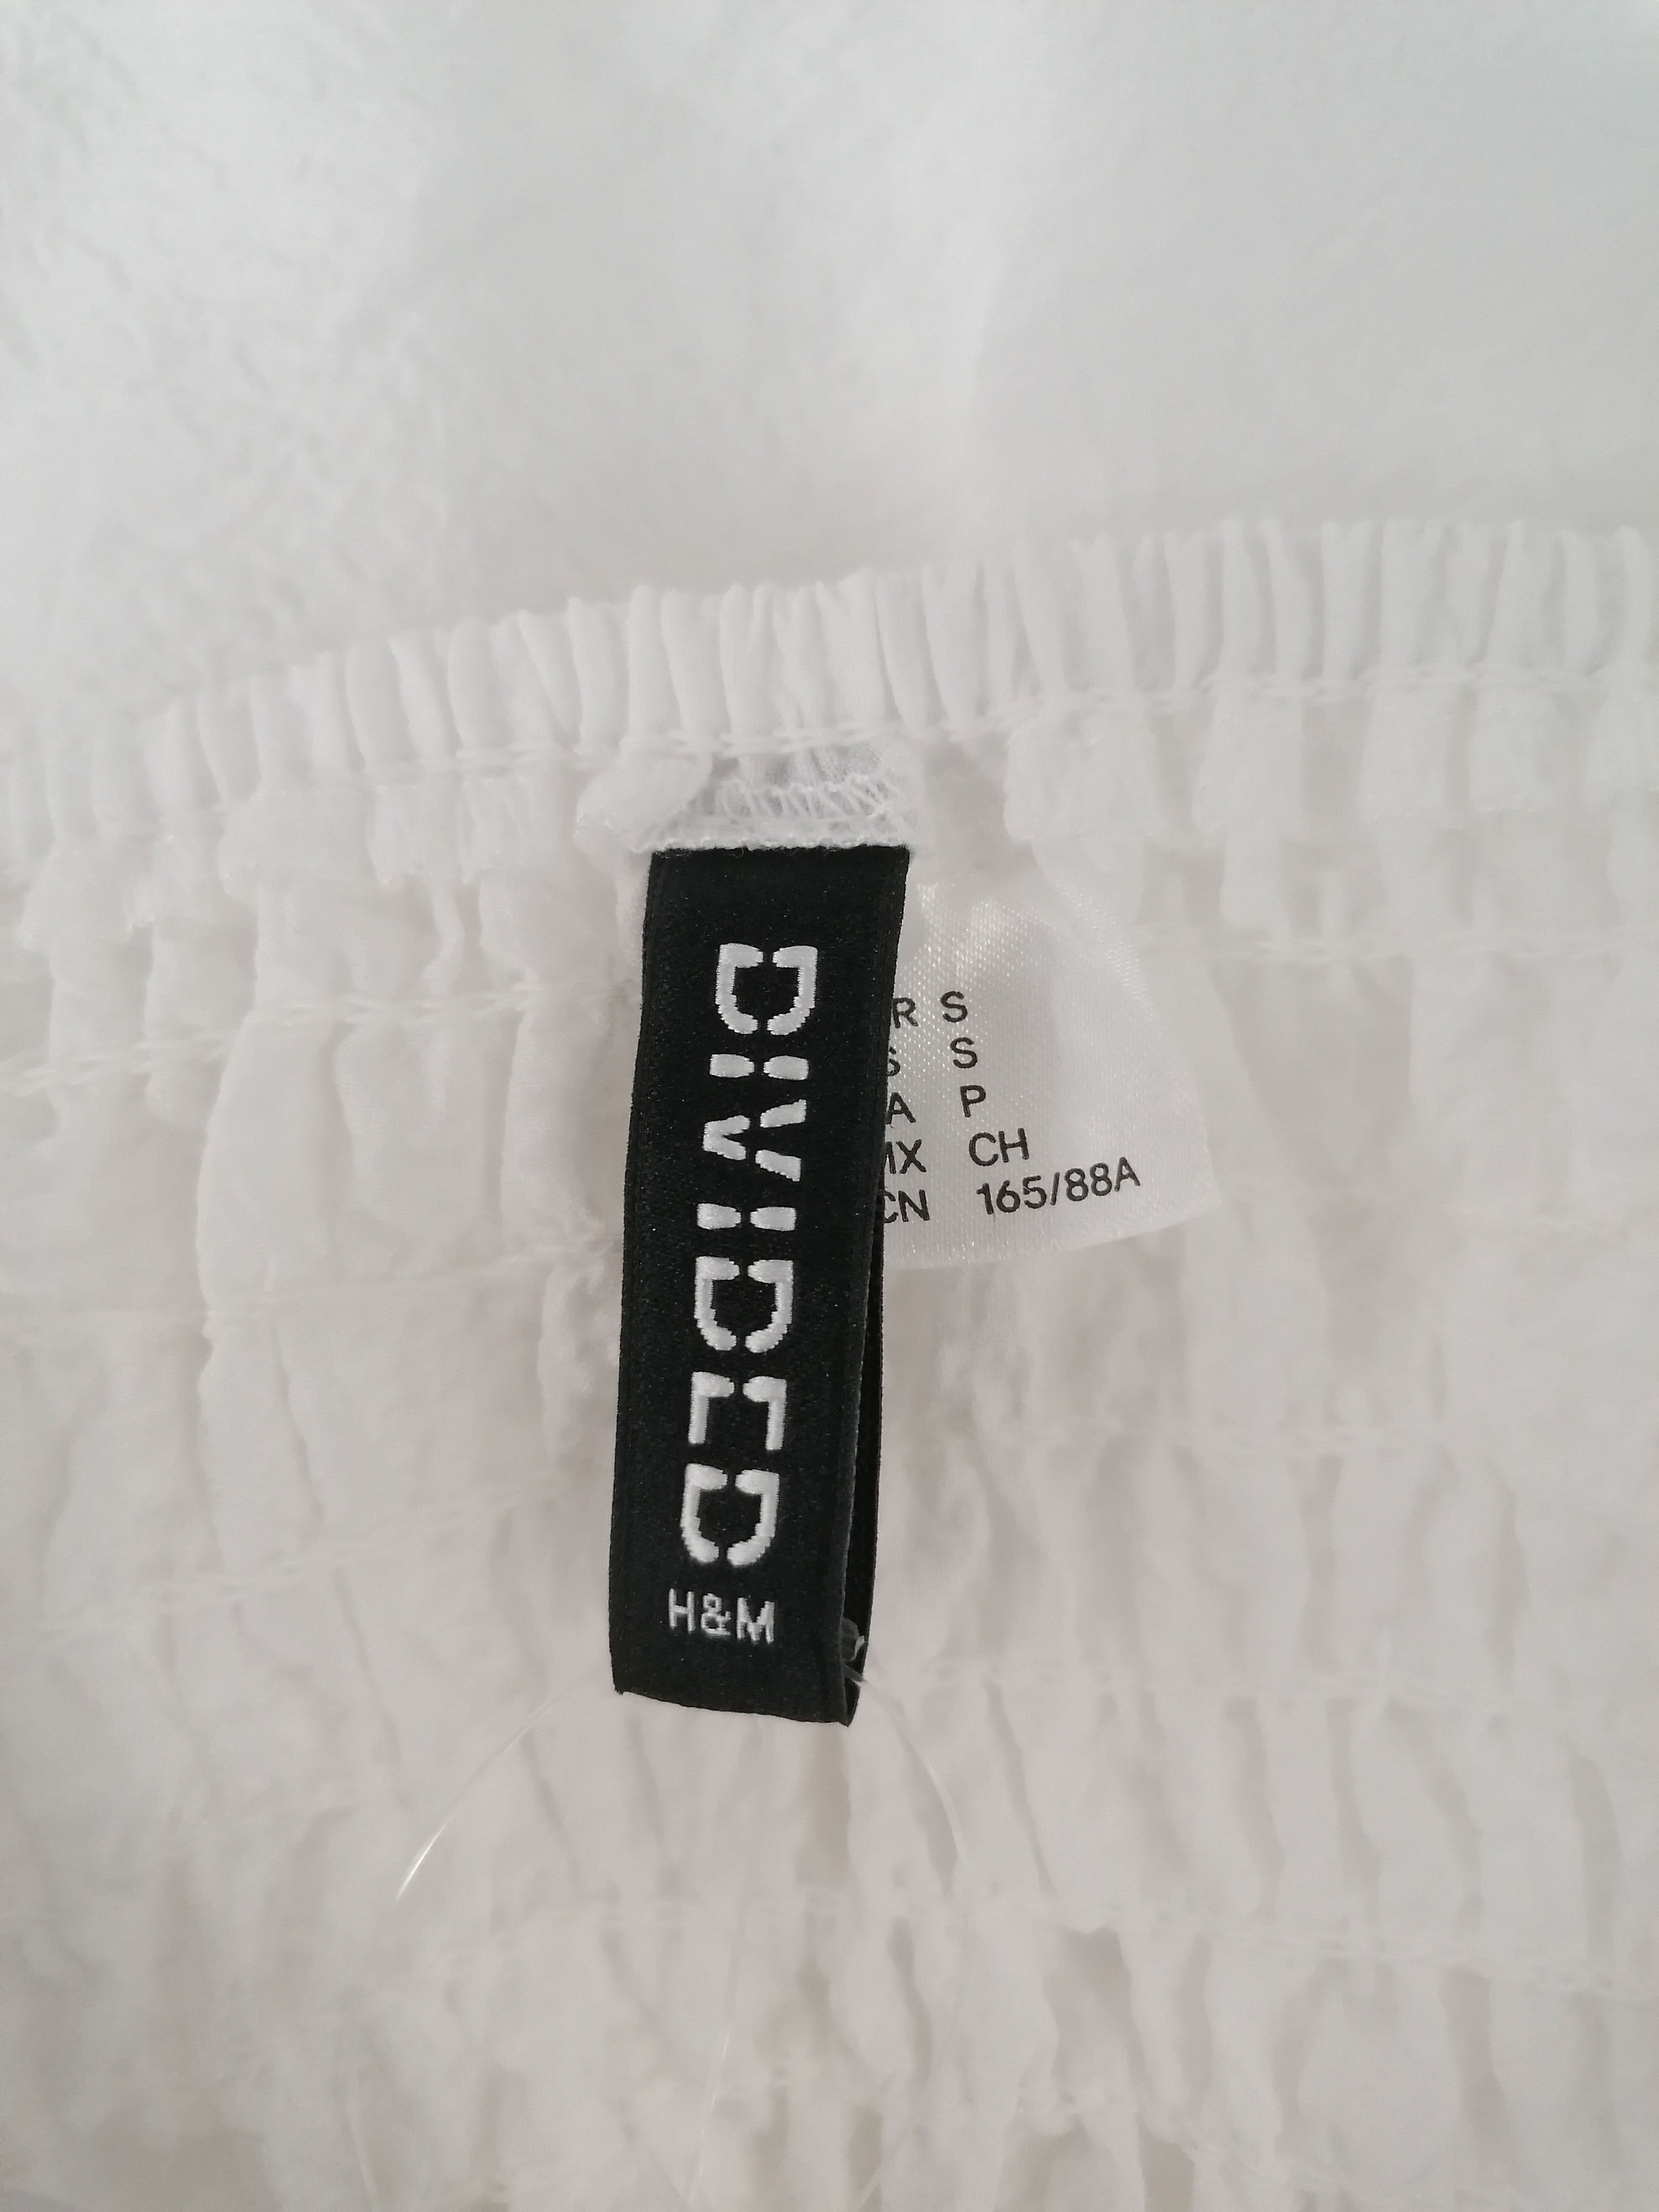 DIVIDED
H&M
R S
S S
A P
MX CH
CN 165/88A